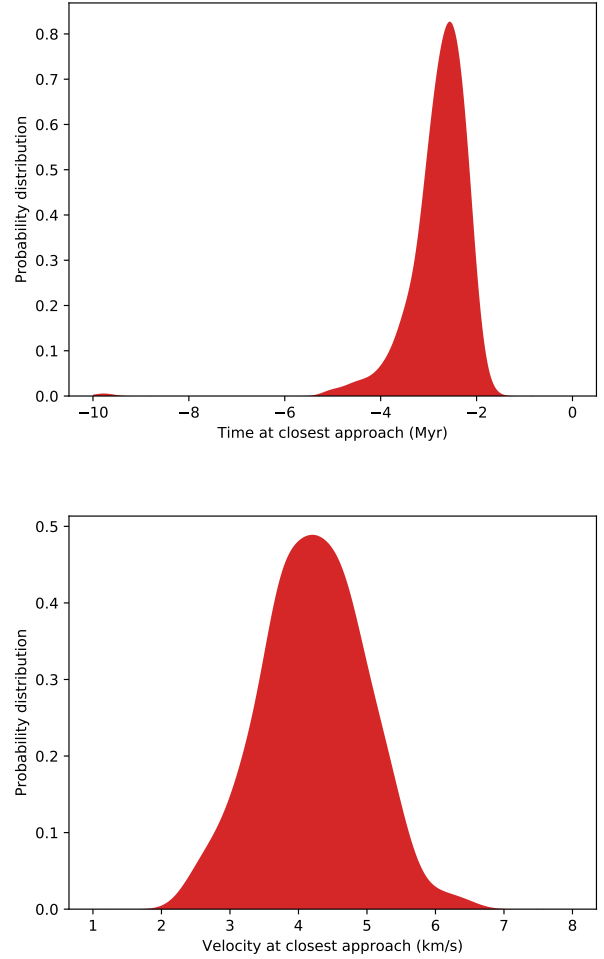 0.8
0.7
0.6
0.5
0.4
0.3
0.2
0.1
0.0
Probability distribution
−10 −8 −6 −4 −2 0
Time at closest approach (Myr)
0.5
0.4
0.3
0.2
0.1
0.0
Probability distribution
1 2 3 4 5 6 7 8
Velocity at closest approach (km/s)